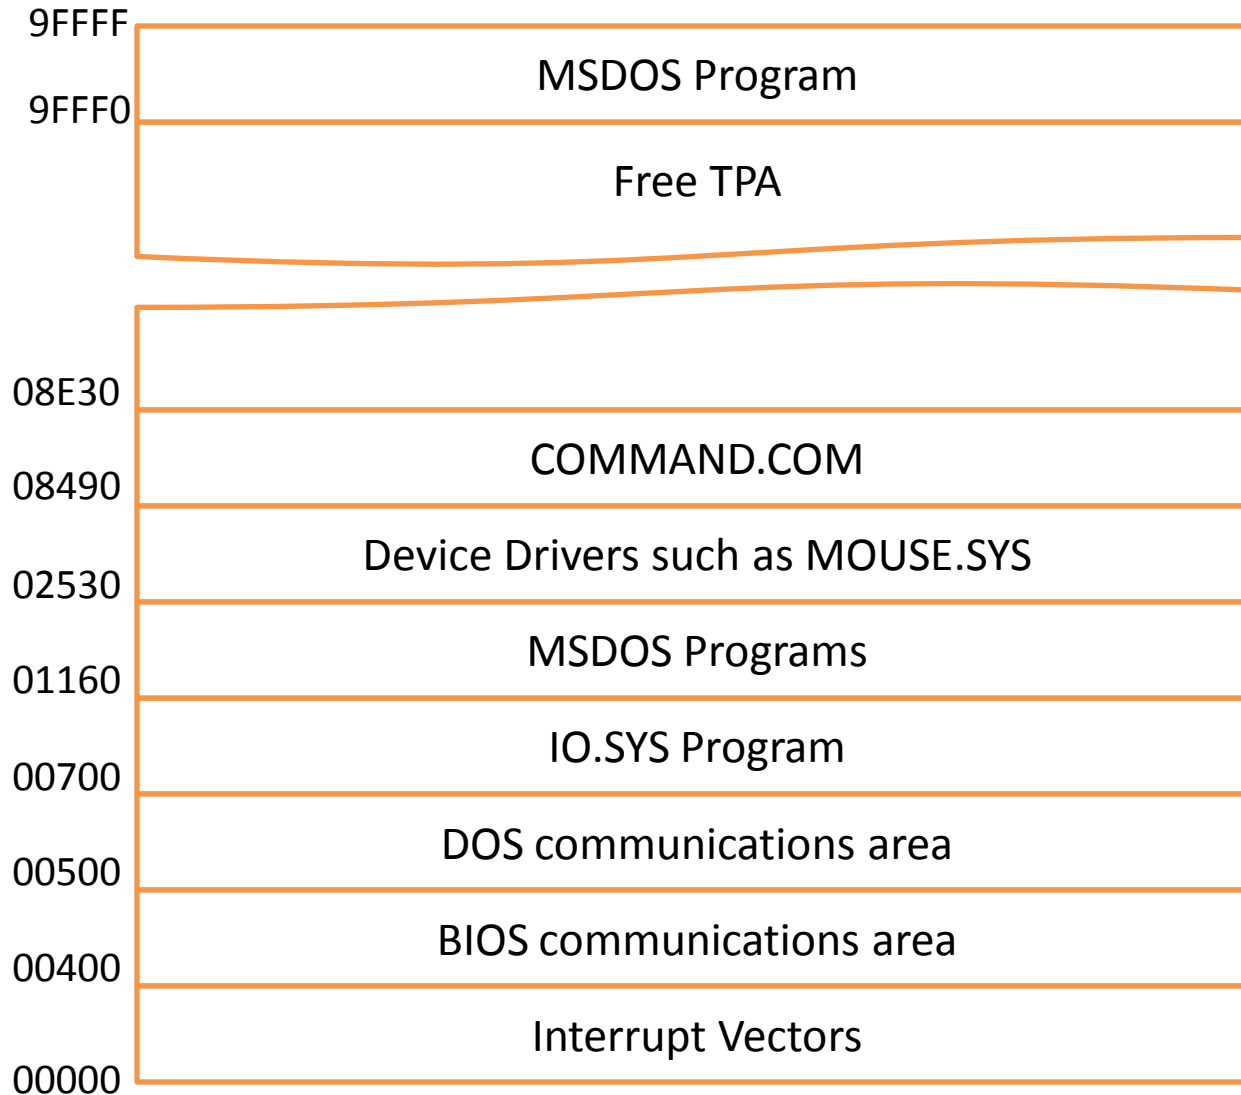 9FFFF
MSDOS Program
9FFF0
Free TPA
08E30
COMMAND.COM
08490
Device Drivers such as MOUSE.SYS
02530
MSDOS Programs
01160
IO.SYS Program
00700
DOS communications area
00500
BIOS communications area
00400
Interrupt Vectors
00000